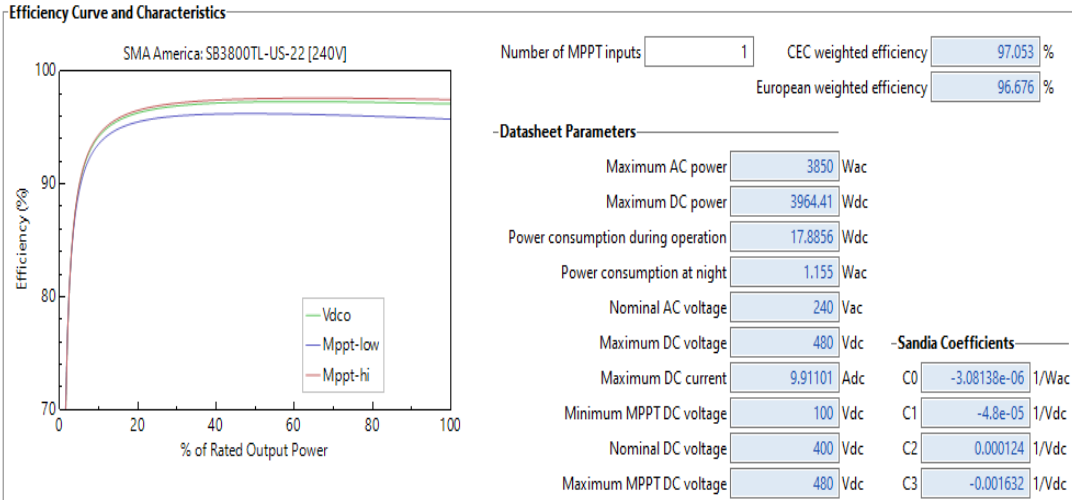 Efficiency Curve and Characteristics
SMA America: SB3800TL-US-22 [240V]
100
90
80
70
Efficiency (%)
0
20
40
60
80
100
% of Rated Output Power
Vdco
Mppt-low
Mppt-hi
Number of MPPT inputs 1
CEC weighted efficiency 97.053 %
European weighted efficiency 96.676 %
Datasheet Parameters
Maximum AC power 3850 Wac
Maximum DC power 3964.41 Wdc
Power consumption during operation 17.8856 Wdc
Power consumption at night 1.155 Wac
Nominal AC voltage 240 Vac
Maximum DC voltage 480 Vdc
Maximum DC current 9.91101 Adc
Minimum MPPT DC voltage 100 Vdc
Nominal DC voltage 400 Vdc
Maximum MPPT DC voltage 480 Vdc
Sandia Coefficients
C0 -3.08138e-06 1/Wac
C1 -4.8e-05 1/Vdc
C2 0.000124 1/Vdc
C3 -0.001632 1/Vdc